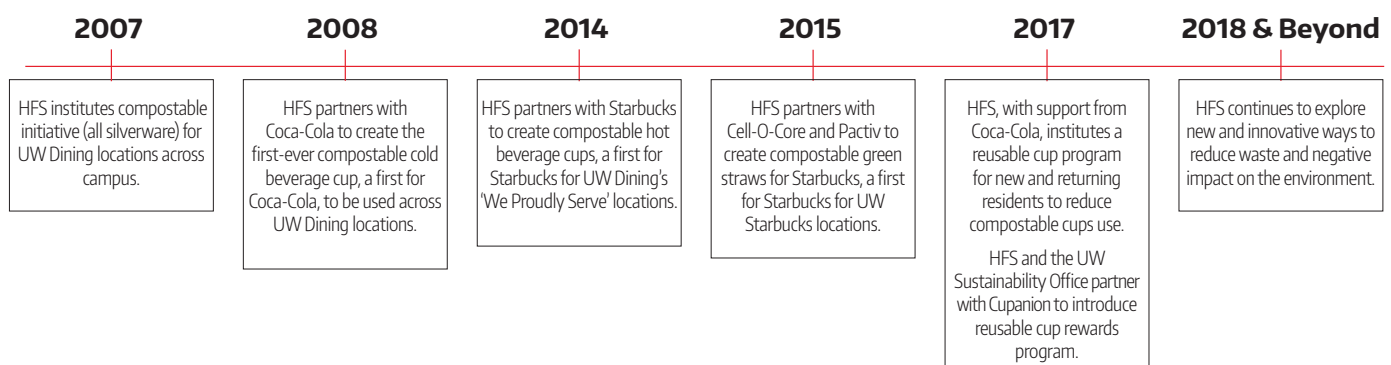 2007
HFS institutes compostable
initiative (all silverware) for
UW Dining locations across
campus.
2008
HFS partners with
Coca-Cola to create the
first-ever compostable cold
beverage cup, a first for
Coca-Cola, to be used across
UW Dining locations.
2014
HFS partners with Starbucks
to create compostable hot
beverage cups, a first for
Starbucks for UW Dining's
'We Proudly Serve' locations.
2015
HFS partners with
Cell-O-Core and Pactiv to
create compostable green
straws for Starbucks, a first
for Starbucks for UW
Starbucks locations.
2017
HFS, with support from
Coca-Cola, institutes a
reusable cup program
for new and returning
residents to reduce
compostable cups use.
HFS and the UW
Sustainability Office partner
with Cupanion to introduce
reusable cup rewards
program.
2018 & Beyond
HFS continues to explore
new and innovative ways to
reduce waste and negative
impact on the environment.